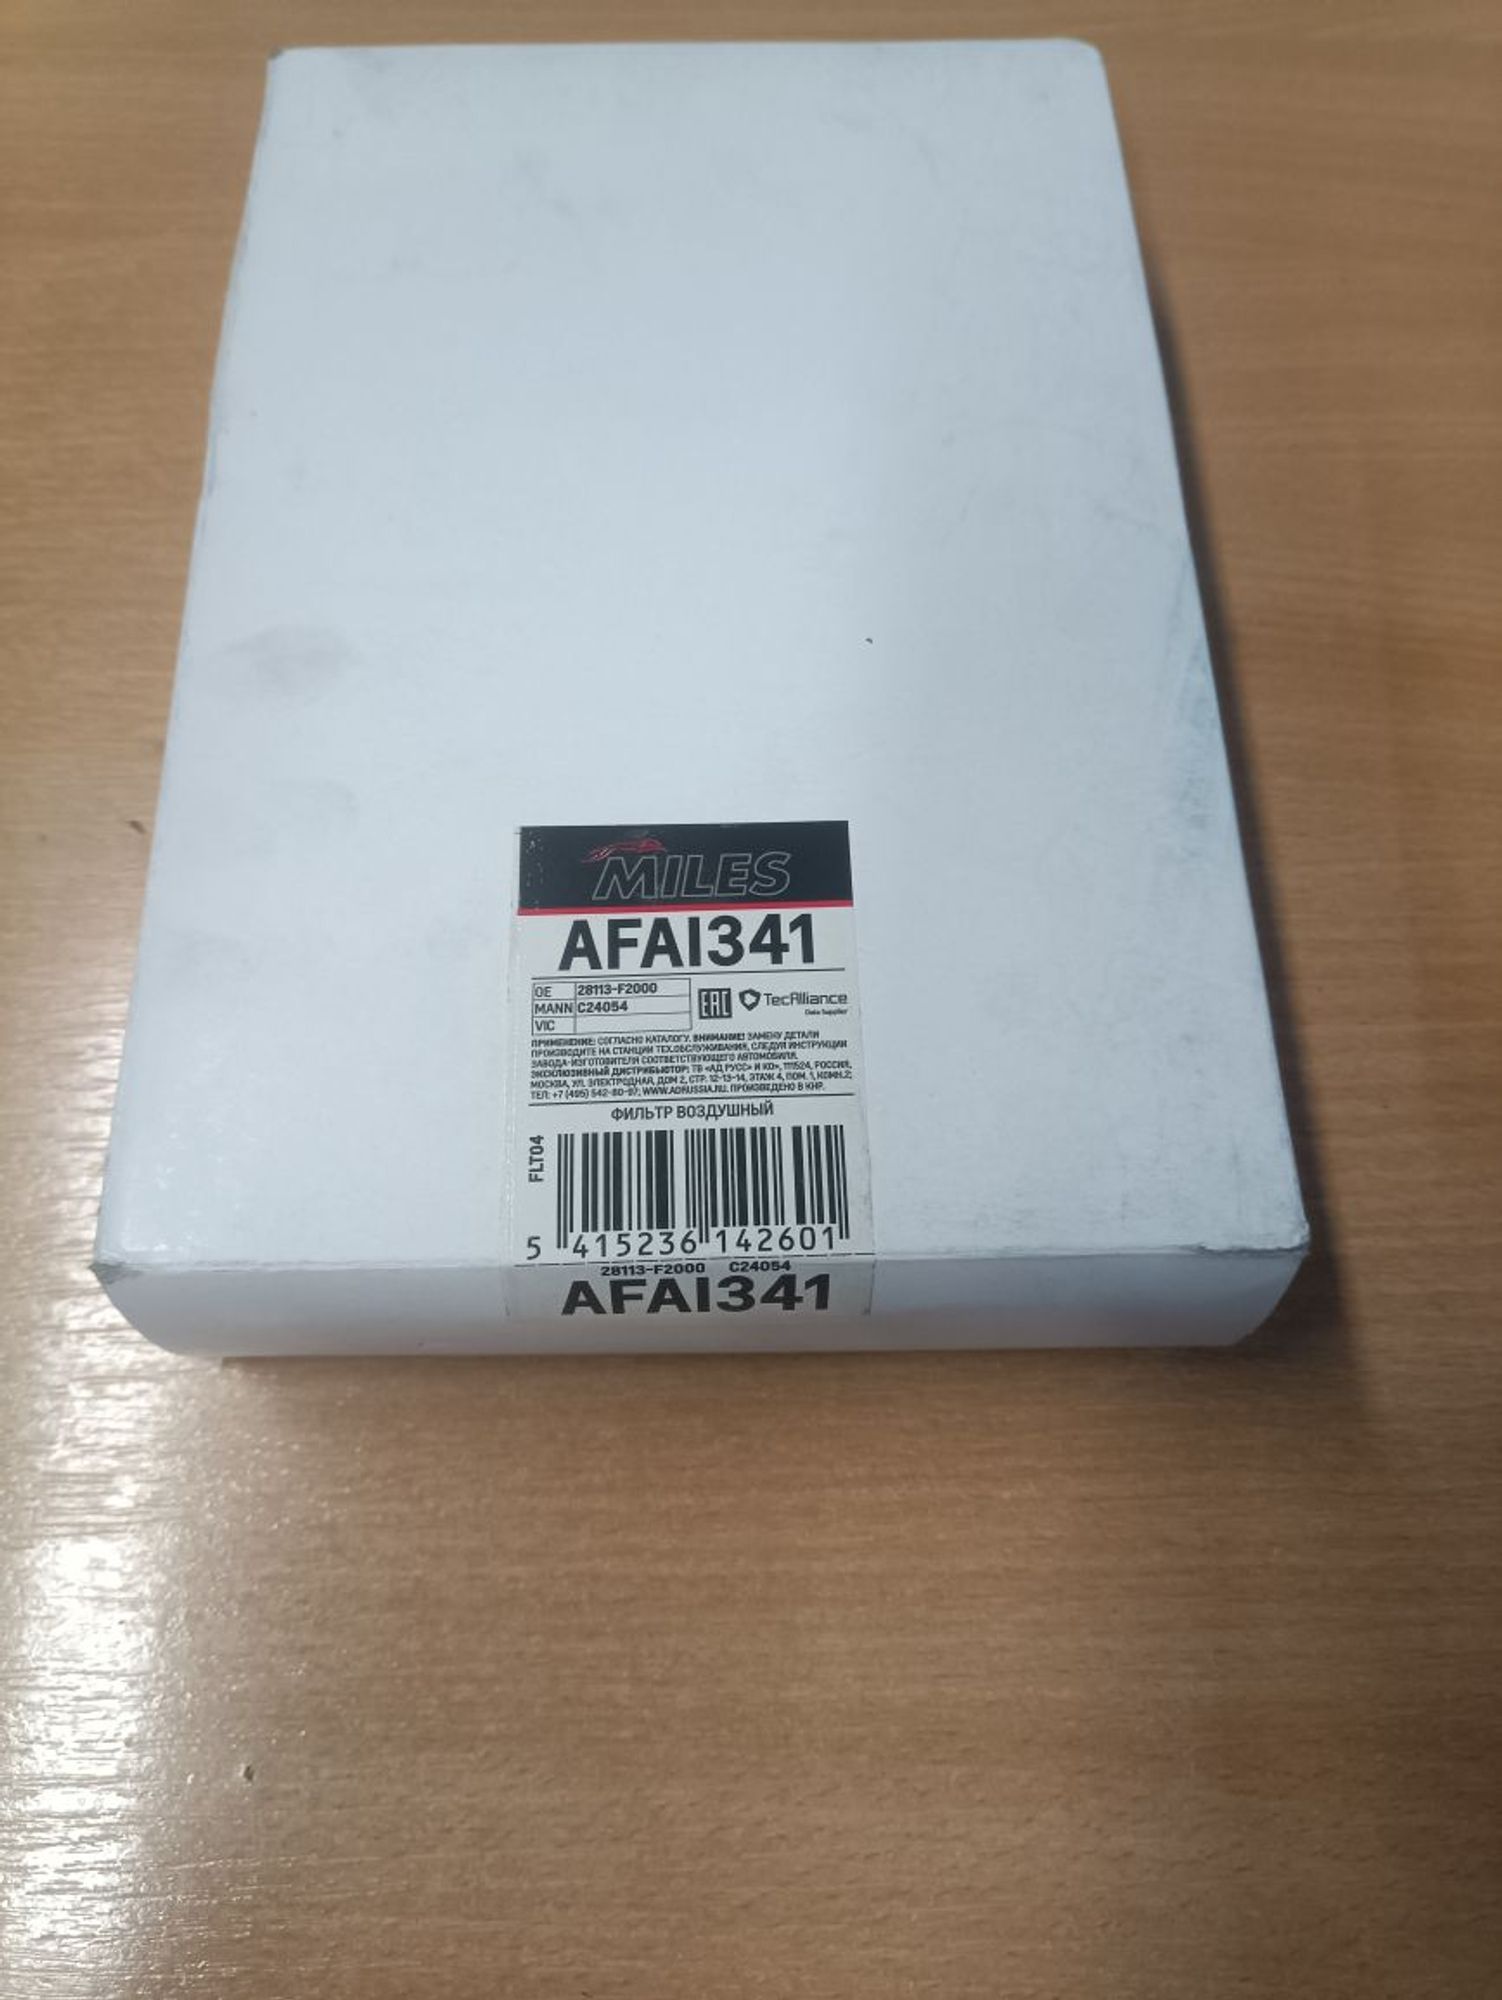 MILES
AFAI341
OE 28113-F2000
MANN C24054
VIC
EAC TecAlliance
Data Supplier
ПРИМЕНЕНИЕ: СОГЛАСНО КАТАЛОГУ. ВНИМАНИЕ! ЗАМЕНУ ДЕТАЛИ
ПРОИЗВОДИТЕ НА СТАНЦИИ ТЕХ.ОБСЛУЖИВАНИЯ, СЛЕДУЯ ИНСТРУКЦИИ
ЗАВОДА-ИЗГОТОВИТЕЛЯ СООТВЕТСТВУЮЩЕГО АВТОМОБИЛЯ.
ЭКСКЛЮЗИВНЫЙ ДИСТРИБЬЮТОР: ТВ «АД РУСС» И КО», 111524, РОССИЯ,
МОСКВА, УЛ. ЭЛЕКТРОДНАЯ, ДОМ 2, СТР. 12-13-14, ЭТАЖ 4, ПОМ. 1, КОМН.2;
ТЕЛ: +7 (495) 542-80-97; WWW.ADRUSSIA.RU. ПРОИЗВЕДЕНО В КНР.
ФИЛЬТР ВОЗДУШНЫЙ
FLT04
5 415236 142601
28113-F2000 C24054
AFAI341